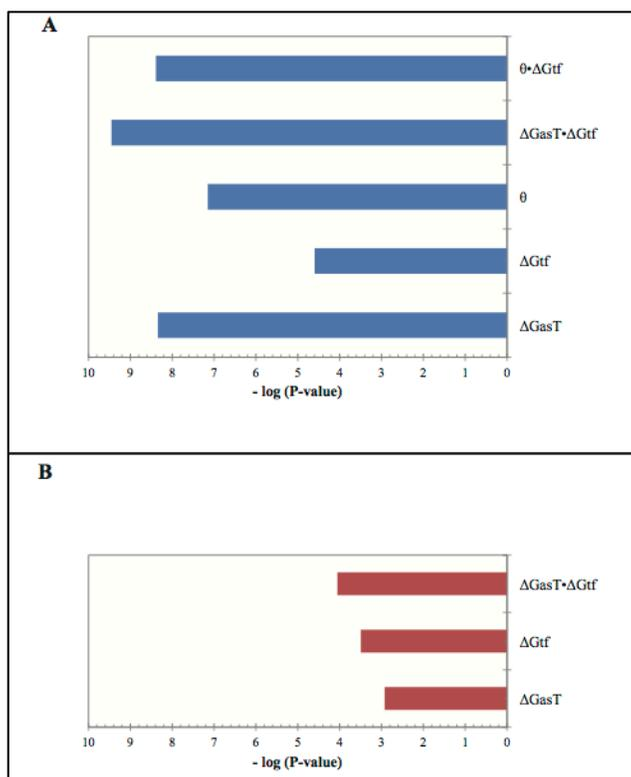 A
θ•ΔGtf
ΔGasT•ΔGtf
θ
ΔGtf
ΔGasT
10 9 8 7 6 5 4 3 2 1 0
- log (P-value)
B
ΔGasT•ΔGtf
ΔGtf
ΔGasT
10 9 8 7 6 5 4 3 2 1 0
- log (P-value)